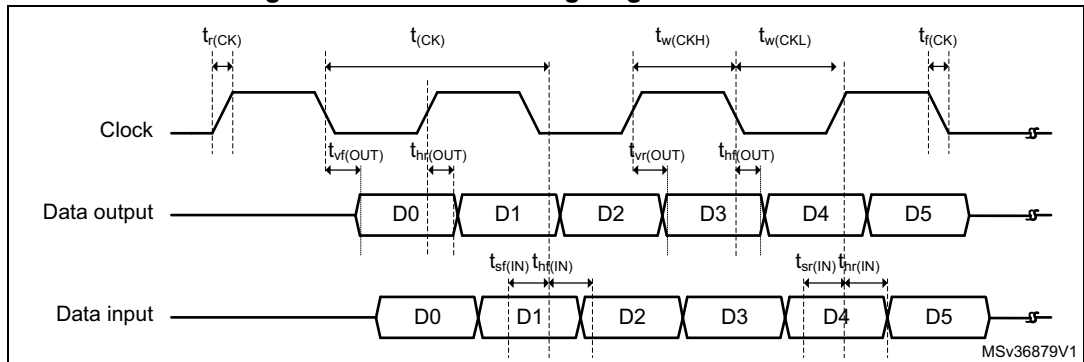 t_r(CK) t_(CK) t_w(CKH) t_w(CKL) t_f(CK)
Clock
t_vf(OUT) t_hr(OUT) t_vr(OUT) t_hf(OUT)
Data output D0 D1 D2 D3 D4 D5
t_sf(IN) t_hf(IN) t_sr(IN) t_hr(IN)
Data input D0 D1 D2 D3 D4 D5
MSv36879V1